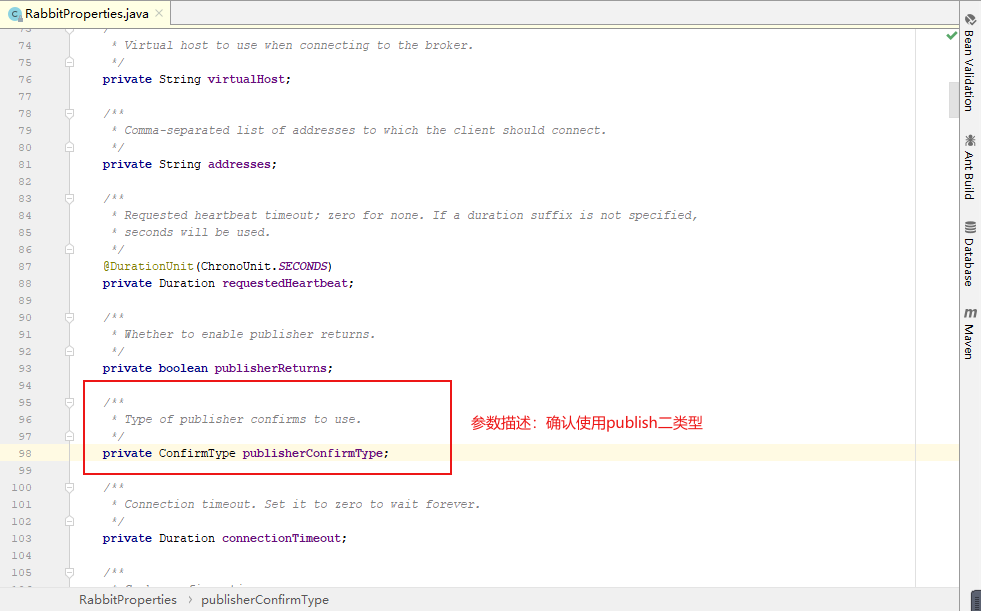 RabbitProperties.java
74 * Virtual host to use when connecting to the broker.
75 */
76 private String virtualHost;
77
78 /**
79 * Comma-separated list of addresses to which the client should connect.
80 */
81 private String addresses;
82
83 /**
84 * Requested heartbeat timeout; zero for none. If a duration suffix is not specified,
85 * seconds will be used.
86 */
87 @DurationUnit(ChronoUnit.SECONDS)
88 private Duration requestedHeartbeat;
89
90 /**
91 * Whether to enable publisher returns.
92 */
93 private boolean publisherReturns;
94
95 /**
96 * Type of publisher confirms to use.
97 */
98 private ConfirmType publisherConfirmType;
99
100 /**
101 * Connection timeout. Set it to zero to wait forever.
102 */
103 private Duration connectionTimeout;
104
105 /**
参数描述：确认使用publish二类型
Bean Validation
Ant Build
Database
Maven
RabbitProperties › publisherConfirmType